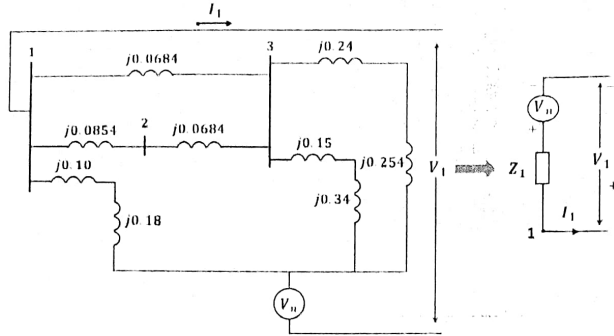 I₁
1
j0.0684
3
j0.24
j0.0854
2
j0.0684
j0.15
j0.254
j0.10
j0.34
j0.18
Vₙ
V₁
−
Vₙ
+
Z₁
V₁
+
1
I₁